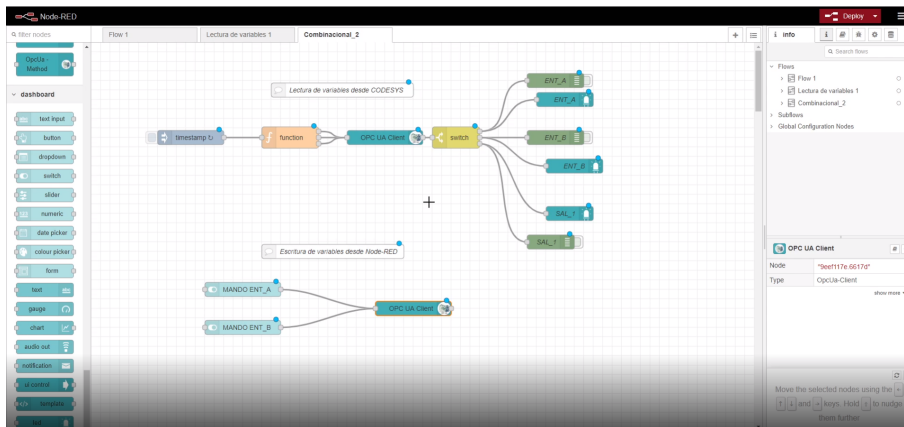 Node-RED
Deploy
filter nodes
Flow 1
Lectura de variables 1
Combinacional_2
info
Search flows
OpcUa-
Method
dashboard
text input
button
dropdown
switch
slider
numeric
date picker
colour picker
form
text
gauge
chart
audio out
notification
ui control
template
Lectura de variables desde CODESYS
timestamp ↻
function
OPC UA Client
switch
ENT_A
ENT_A
ENT_B
ENT_B
SAL_1
SAL_1
Escritura de variables desde Node-RED
MANDO ENT_A
MANDO ENT_B
OPC UA Client
Flows
Flow 1
Lectura de variables 1
Combinacional_2
Subflows
Global Configuration Nodes
OPC UA Client
Node "9eef117e.6617d"
Type OpcUa-Client
show more
Move the selected nodes using the ←
↑ ↓ and → keys. Hold ⇧ to nudge
them further